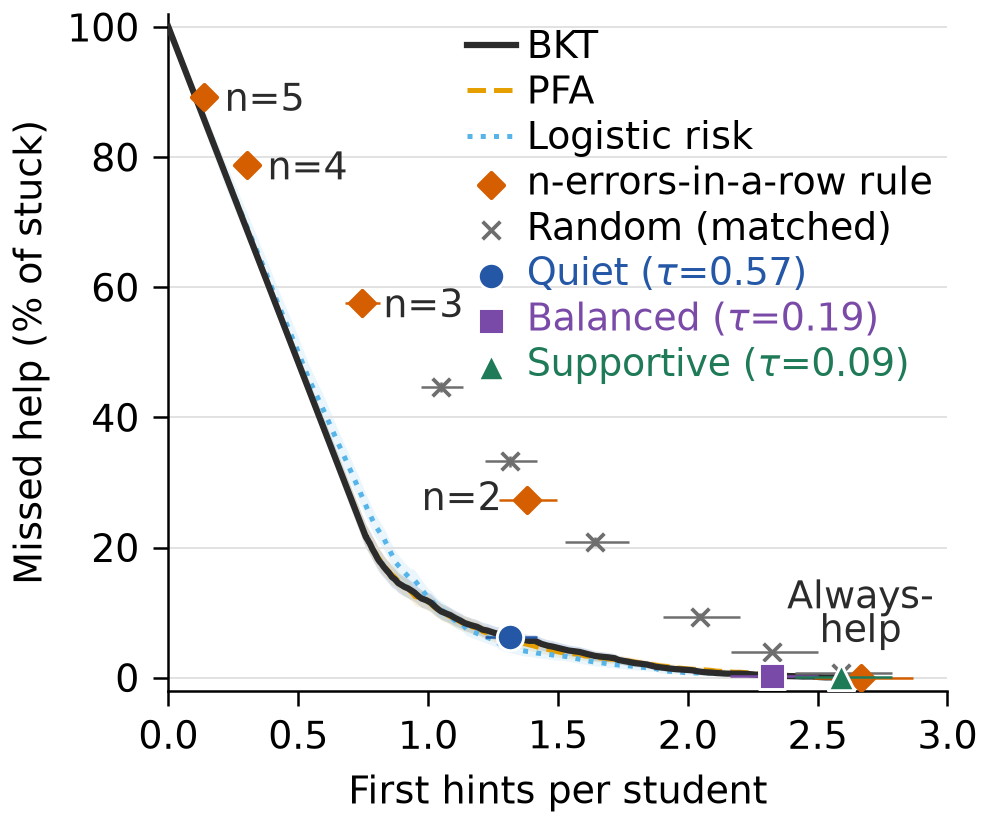 Missed help (% of stuck)
100
80
60
40
20
0
BKT
PFA
Logistic risk
n-errors-in-a-row rule
Random (matched)
Quiet (τ=0.57)
Balanced (τ=0.19)
Supportive (τ=0.09)
n=5
n=4
n=3
n=2
Always-
help
0.0 0.5 1.0 1.5 2.0 2.5 3.0
First hints per student